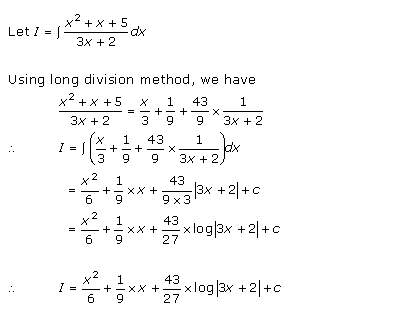 Let I = ∫ (x² + x + 5)/(3x + 2) dx
Using long division method, we have
(x² + x + 5)/(3x + 2) = x/3 + 1/9 + 43/9 × 1/(3x + 2)
∴ I = ∫(x/3 + 1/9 + 43/9 × 1/(3x + 2))dx
= x²/6 + 1/9 × x + 43/(9 × 3)|3x + 2| + c
= x²/6 + 1/9 × x + 43/27 × log|3x + 2| + c
∴ I = x²/6 + 1/9 × x + 43/27 × log|3x + 2| + c